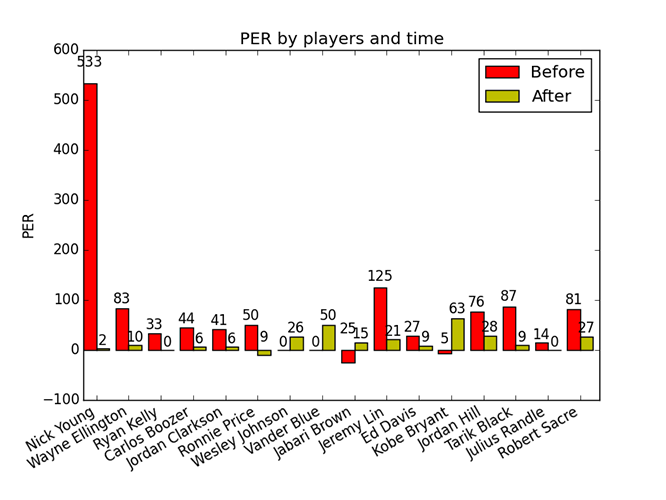 PER by players and time
600
500
400
300
200
100
0
−100
PER
Before
After
533
2
83
10
33
0
44
6
41
6
50
9
0
26
0
50
25
15
125
21
27
9
5
63
76
28
87
9
14
0
81
27
Nick Young
Wayne Ellington
Ryan Kelly
Carlos Boozer
Jordan Clarkson
Ronnie Price
Wesley Johnson
Vander Blue
Jabari Brown
Jeremy Lin
Ed Davis
Kobe Bryant
Jordan Hill
Tarik Black
Julius Randle
Robert Sacre